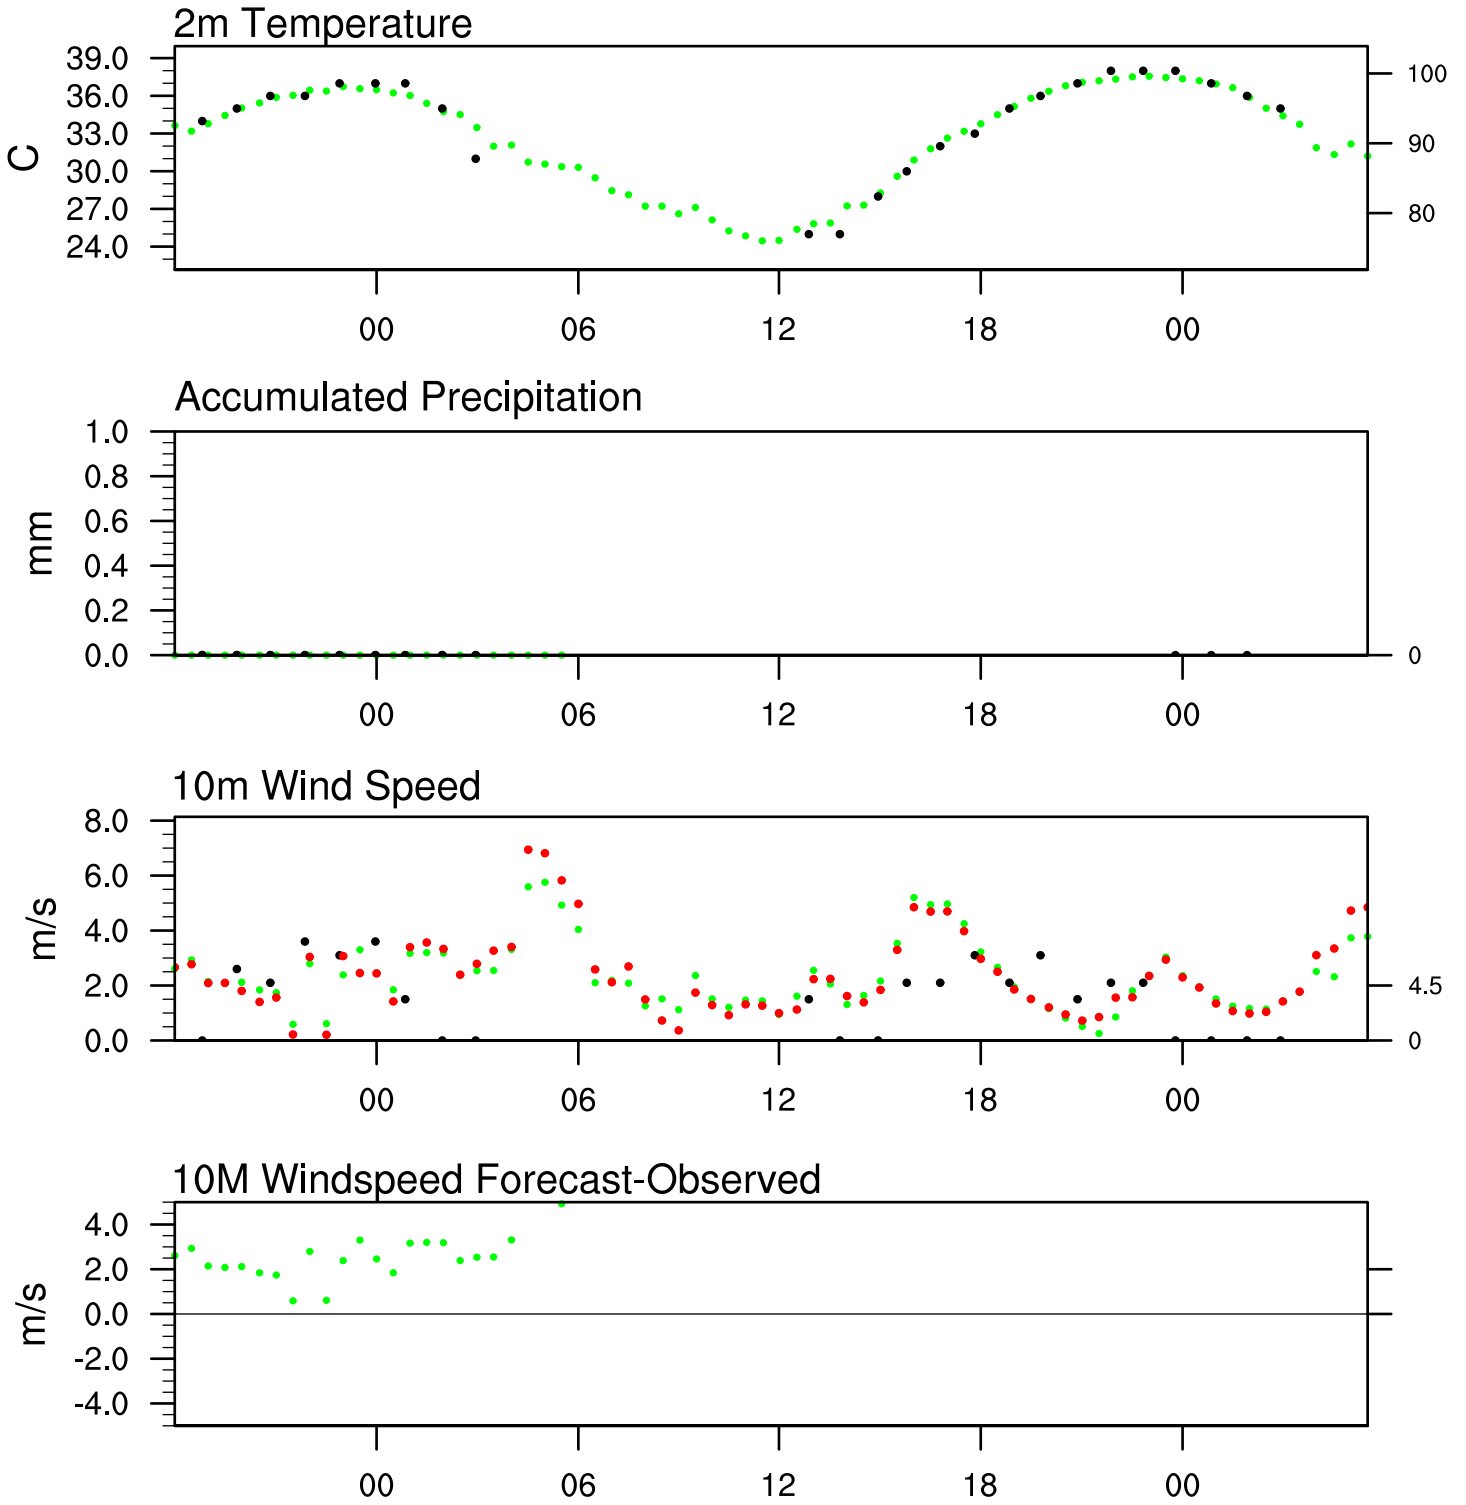 2m Temperature
39.0
36.0
33.0
30.0
27.0
24.0
C
100
90
80
00 06 12 18 00
Accumulated Precipitation
1.0
0.8
0.6
0.4
0.2
0.0
mm
0
00 06 12 18 00
10m Wind Speed
8.0
6.0
4.0
2.0
0.0
m/s
4.5
0
00 06 12 18 00
10M Windspeed Forecast-Observed
4.0
2.0
0.0
-2.0
-4.0
m/s
00 06 12 18 00